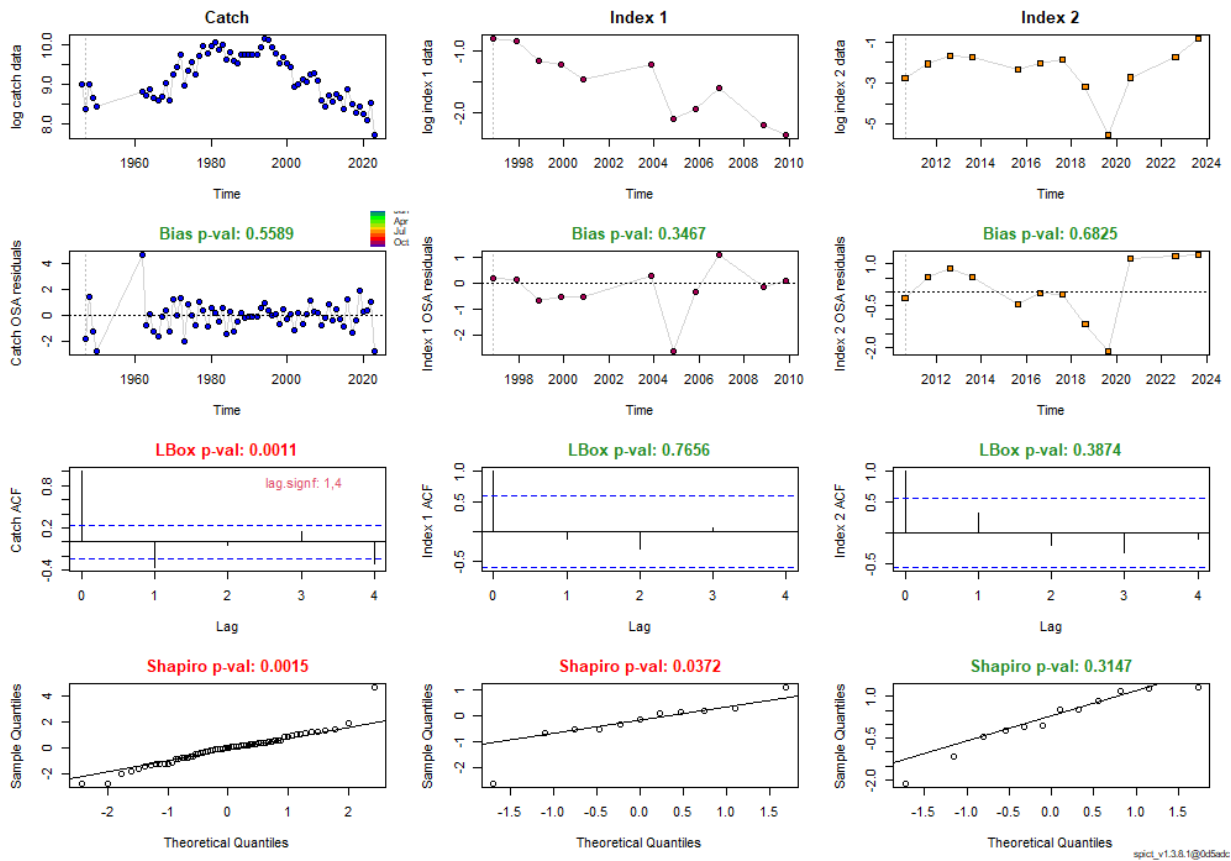 Catch
Index 1
Index 2
log catch data
8.0 9.0 10.0
1960 1980 2000 2020
Time
log index 1 data
-2.0 -1.0
1998 2000 2002 2004 2006 2008 2010
Time
log index 2 data
-5 -3 -1
2012 2014 2016 2018 2020 2022 2024
Time
Apr
Jul
Oct
Bias p-val: 0.5589
Bias p-val: 0.3467
Bias p-val: 0.6825
Catch OSA residuals
-2 0 2 4
1960 1980 2000 2020
Time
Index 1 OSA residuals
-2 -1 0 1
1998 2000 2002 2004 2006 2008 2010
Time
Index 2 OSA residuals
-2.0 -0.5 1.0
2012 2014 2016 2018 2020 2022 2024
Time
LBox p-val: 0.0011
LBox p-val: 0.7656
LBox p-val: 0.3874
lag.signf: 1,4
Catch ACF
-0.4 0.2 0.8
0 1 2 3 4
Lag
Index 1 ACF
-0.5 0.5 1.0
0 1 2 3 4
Lag
Index 2 ACF
-0.5 0.5 1.0
0 1 2 3 4
Lag
Shapiro p-val: 0.0015
Shapiro p-val: 0.0372
Shapiro p-val: 0.3147
Sample Quantiles
-2 0 2 4
-2 -1 0 1 2
Theoretical Quantiles
Sample Quantiles
-2 -1 0 1
-1.5 -1.0 -0.5 0.0 0.5 1.0 1.5
Theoretical Quantiles
Sample Quantiles
-2.0 -0.5 1.0
-1.5 -1.0 -0.5 0.0 0.5 1.0 1.5
Theoretical Quantiles
spict_v1.3.8.1@0d5adc